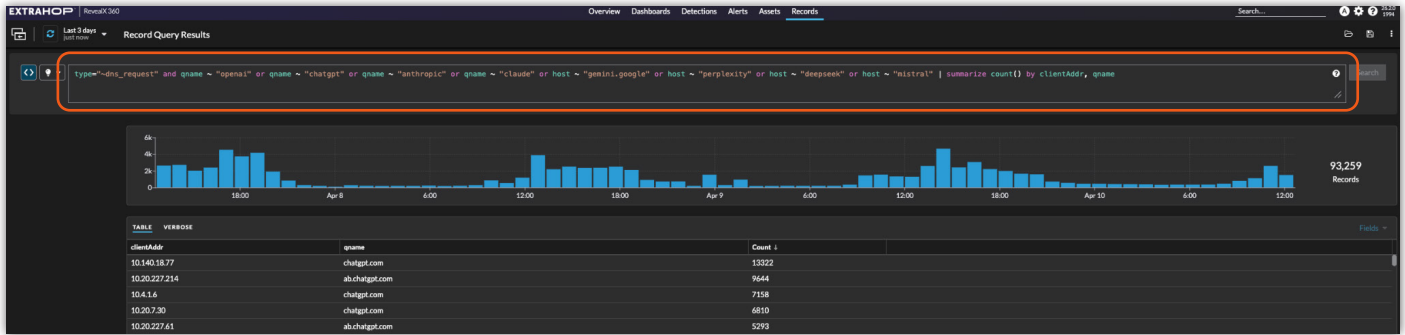 EXTRAHOP RevealX 360 Overview Dashboards Detections Alerts Assets Records Search... A 26.2.0
1994
Last 3 days
just now
Record Query Results
type="~dns_request" and qname ~ "openai" or qname ~ "chatgpt" or qname ~ "anthropic" or qname ~ "claude" or host ~ "gemini.google" or host ~ "perplexity" or host ~ "deepseek" or host ~ "mistral" | summarize count() by clientAddr, qname
Search
6k
4k
2k
0
18:00 Apr 8 6:00 12:00 18:00 Apr 9 6:00 12:00 18:00 Apr 10 6:00 12:00
93,259
Records
TABLE VERBOSE Fields
clientAddr qname Count ↓
10.140.18.77 chatgpt.com 13322
10.20.227.214 ab.chatgpt.com 9644
10.4.1.6 chatgpt.com 7158
10.20.7.30 chatgpt.com 6810
10.20.227.61 ab.chatgpt.com 5293